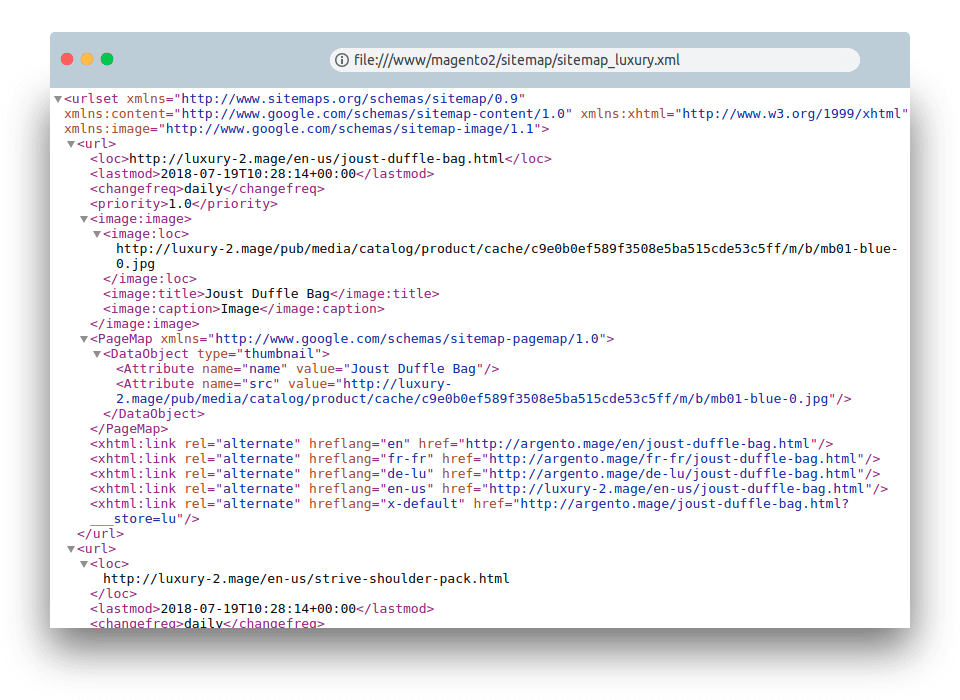 file:///www/magento2/sitemap/sitemap_luxury.xml
<urlset xmlns="http://www.sitemaps.org/schemas/sitemap/0.9"
xmlns:content="http://www.google.com/schemas/sitemap-content/1.0" xmlns:xhtml="http://www.w3.org/1999/xhtml"
xmlns:image="http://www.google.com/schemas/sitemap-image/1.1">
<url>
<loc>http://luxury-2.mage/en-us/joust-duffle-bag.html</loc>
<lastmod>2018-07-19T10:28:14+00:00</lastmod>
<changefreq>daily</changefreq>
<priority>1.0</priority>
<image:image>
<image:loc>
http://luxury-2.mage/pub/media/catalog/product/cache/c9e0b0ef589f3508e5ba515cde53c5ff/m/b/mb01-blue-
0.jpg
</image:loc>
<image:title>Joust Duffle Bag</image:title>
<image:caption>Image</image:caption>
</image:image>
<PageMap xmlns="http://www.google.com/schemas/sitemap-pagemap/1.0">
<DataObject type="thumbnail">
<Attribute name="name" value="Joust Duffle Bag"/>
<Attribute name="src" value="http://luxury-
2.mage/pub/media/catalog/product/cache/c9e0b0ef589f3508e5ba515cde53c5ff/m/b/mb01-blue-0.jpg"/>
</DataObject>
</PageMap>
<xhtml:link rel="alternate" hreflang="en" href="http://argento.mage/en/joust-duffle-bag.html"/>
<xhtml:link rel="alternate" hreflang="fr-fr" href="http://argento.mage/fr-fr/joust-duffle-bag.html"/>
<xhtml:link rel="alternate" hreflang="de-lu" href="http://argento.mage/de-lu/joust-duffle-bag.html"/>
<xhtml:link rel="alternate" hreflang="en-us" href="http://luxury-2.mage/en-us/joust-duffle-bag.html"/>
<xhtml:link rel="alternate" hreflang="x-default" href="http://argento.mage/joust-duffle-bag.html?
___store=lu"/>
</url>
<url>
<loc>
http://luxury-2.mage/en-us/strive-shoulder-pack.html
</loc>
<lastmod>2018-07-19T10:28:14+00:00</lastmod>
<changefreq>daily</changefreq>